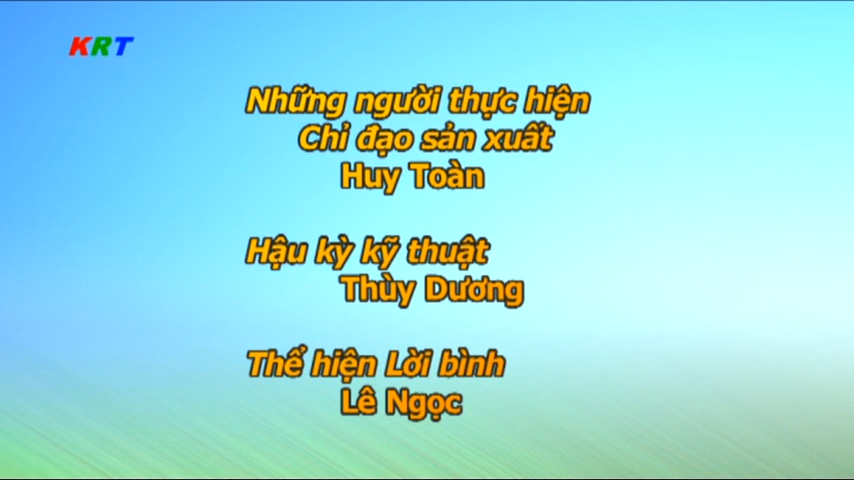 KRT
Những người thực hiện
Chỉ đạo sản xuất
Huy Toàn
Hậu kỳ kỹ thuật
Thùy Dương
Thể hiện Lời bình
Lê Ngọc